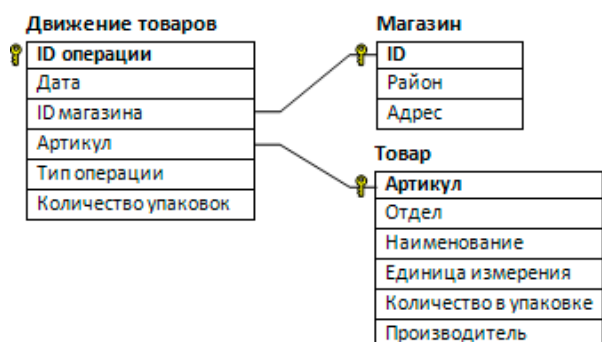 Движение товаров
ID операции
Дата
ID магазина
Артикул
Тип операции
Количество упаковок
Магазин
ID
Район
Адрес
Товар
Артикул
Отдел
Наименование
Единица измерения
Количество в упаковке
Производитель